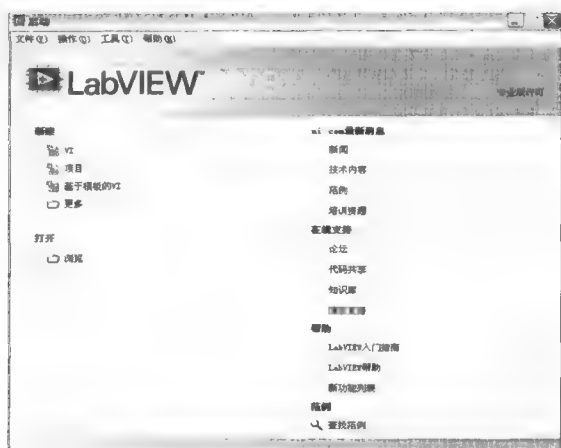 启动
文件(F) 操作(O) 工具(T) 帮助(H)
LabVIEW™
专业版许可
新建
VI
项目
基于模板的VI
更多
打开
浏览
ni.com最新消息
新闻
技术内容
范例
培训资源
在线支持
论坛
代码共享
知识库
帮助
LabVIEW入门指南
LabVIEW帮助
新功能列表
范例
查找范例